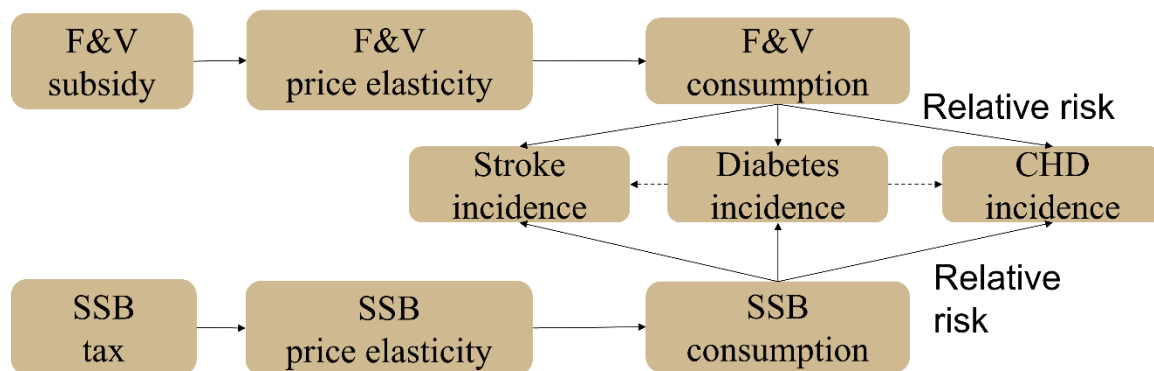 F&V
subsidy
F&V
price elasticity
F&V
consumption
Relative risk
Stroke
incidence
Diabetes
incidence
CHD
incidence
SSB
tax
SSB
price elasticity
SSB
consumption
Relative
risk